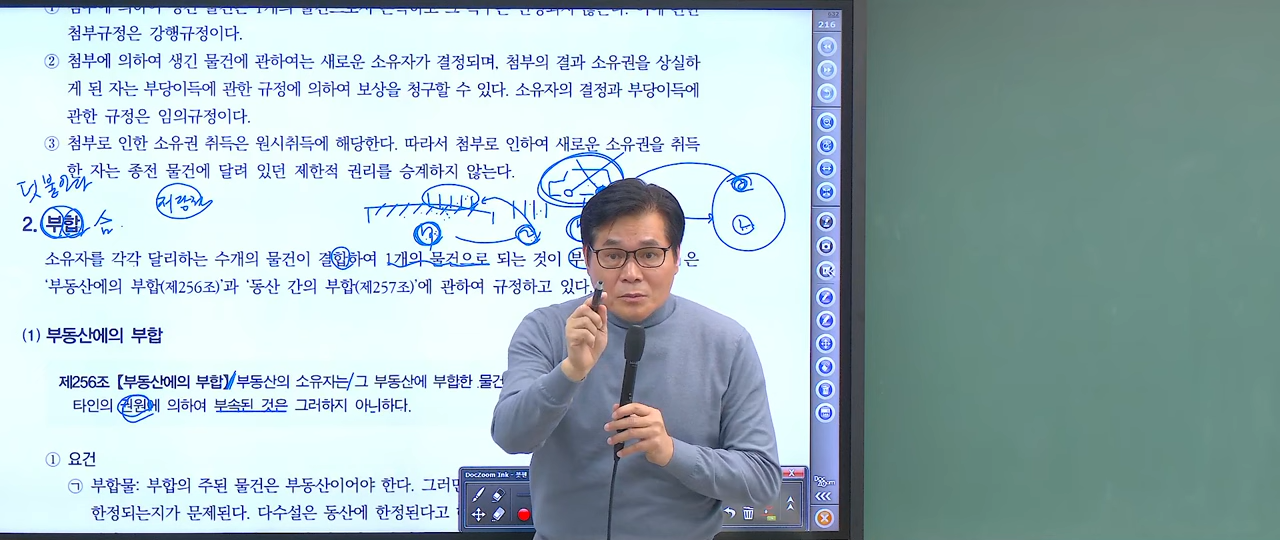 216
첨부규정은 강행규정이다.
② 첨부에 의하여 생긴 물건에 관하여는 새로운 소유자가 결정되며, 첨부의 결과 소유권을 상실하
게 된 자는 부당이득에 관한 규정에 의하여 보상을 청구할 수 있다. 소유자의 결정과 부당이득에
관한 규정은 임의규정이다.
③ 첨부로 인한 소유권 취득은 원시취득에 해당한다. 따라서 첨부로 인하여 새로운 소유권을 취득
한 자는 종전 물건에 달려 있던 제한적 권리를 승계하지 않는다.
덧붙이다
2. 부합
소유자를 각각 달리하는 수개의 물건이 결합하여 1개의 물건으로 되는 것이 부 은
‘부동산에의 부합(제256조)’과 ‘동산 간의 부합(제257조)’에 관하여 규정하고 있다.
(1) 부동산에의 부합
제256조【부동산에의 부합】 부동산의 소유자는 그 부동산에 부합한 물건
타인의 권원에 의하여 부속된 것은 그러하지 아니하다.
① 요건
㉠ 부합물: 부합의 주된 물건은 부동산이어야 한다.
한정되는지가 문제된다. 다수설은 동산에 한정된다고
DocZoom Ink